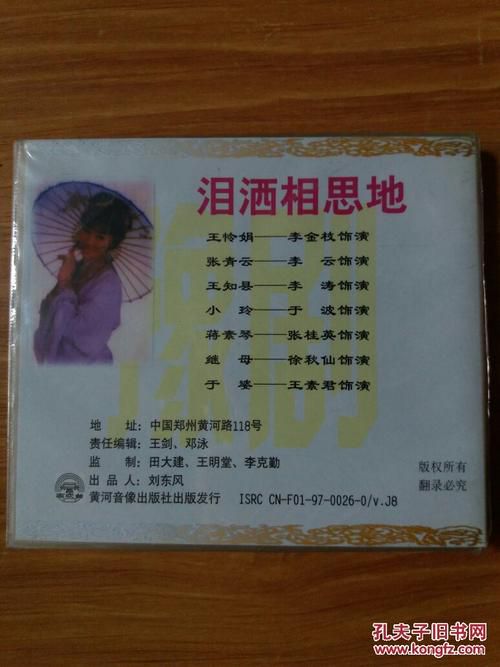 泪洒相思地
豫剧
王怜娟——李金枝饰演
张青云——李 云饰演
王知县——李 涛饰演
小 玲——于 波饰演
蒋素琴——张桂英饰演
继 母——徐秋仙饰演
于 婆——王素君饰演
地 址：中国郑州黄河路118号
责任编辑：王剑、邓泳
监 制：田大建、王明堂、李克勤
出 品 人：刘东风
黄河音像出版社出版发行 ISRC CN-F01-97-0026-0/v.J8
版权所有
翻录必究
孔夫子旧书网
www.kongfz.com